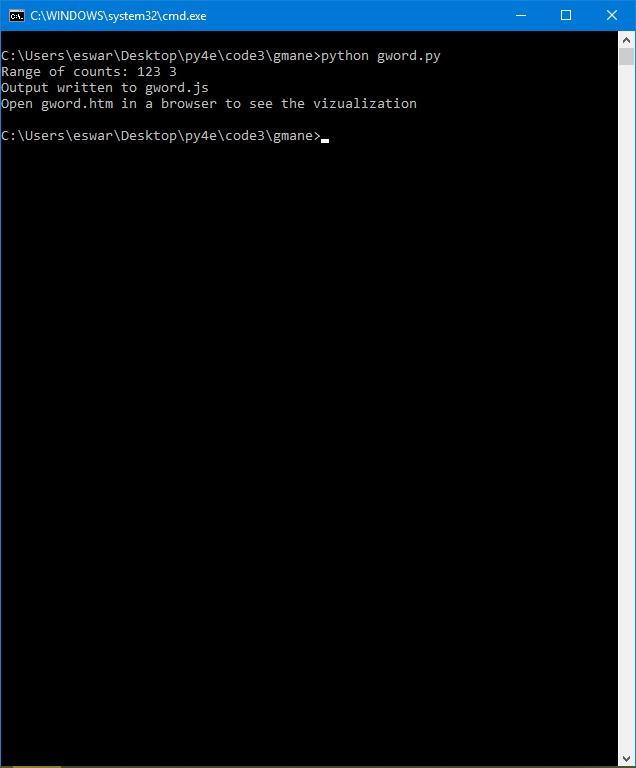 C:\WINDOWS\system32\cmd.exe
C:\Users\eswar\Desktop\py4e\code3\gmane>python gword.py
Range of counts: 123 3
Output written to gword.js
Open gword.htm in a browser to see the vizualization
C:\Users\eswar\Desktop\py4e\code3\gmane>